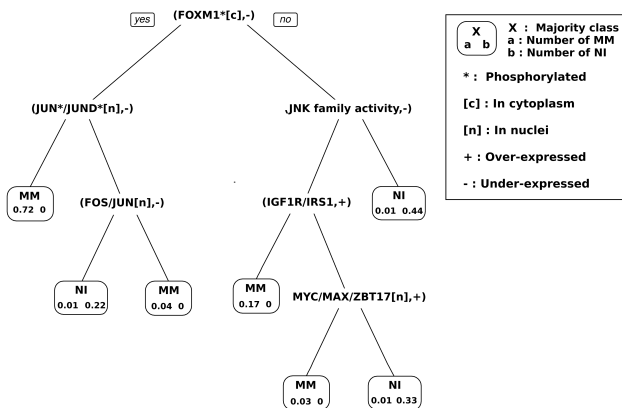 yes (FOXM1*[c],-) no
(JUN*/JUND*[n],-)
JNK family activity,-)
MM
0.72 0
(FOS/JUN[n],-)
(IGF1R/IRS1,+)
NI
0.01 0.44
NI
0.01 0.22
MM
0.04 0
MM
0.17 0
MYC/MAX/ZBT17[n],+)
MM
0.03 0
NI
0.01 0.33
X
a b
X : Majority class
a : Number of MM
b : Number of NI
* : Phosphorylated
[c] : In cytoplasm
[n] : In nuclei
+ : Over-expressed
- : Under-expressed